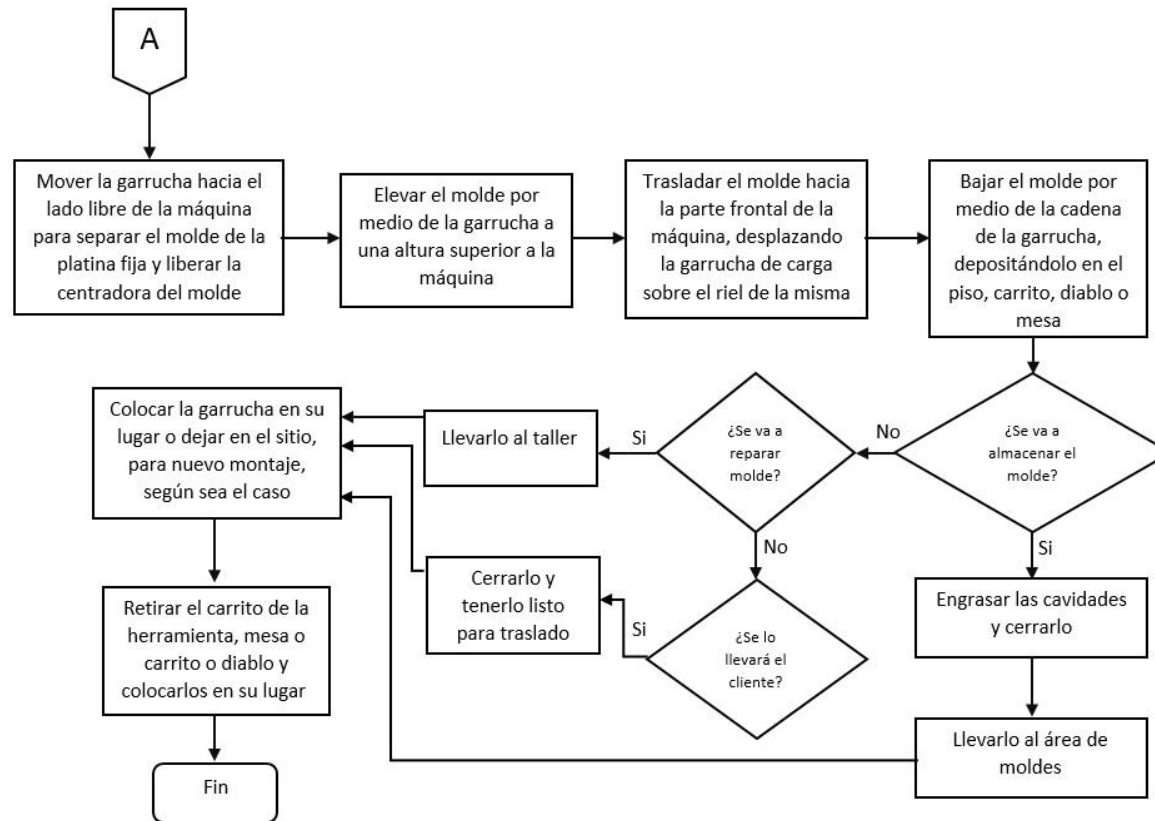 A
Mover la garrucha hacia el
lado libre de la máquina
para separar el molde de la
platina fija y liberar la
centradora del molde
Elevar el molde por
medio de la garrucha a
una altura superior a la
máquina
Trasladar el molde hacia
la parte frontal de la
máquina, desplazando
la garrucha de carga
sobre el riel de la misma
Bajar el molde por
medio de la cadena
de la garrucha,
depositándolo en el
piso, carrito, diablo o
mesa
¿Se va a
almacenar el
molde?
No
Si
¿Se va a
reparar
molde?
Si
No
Llevarlo al taller
Colocar la garrucha en su
lugar o dejar en el sitio,
para nuevo montaje,
según sea el caso
Engrasar las cavidades
y cerrarlo
¿Se lo
llevará el
cliente?
Si
Cerrarlo y
tenerlo listo
para traslado
Retirar el carrito de la
herramienta, mesa o
carrito o diablo y
colocarlos en su lugar
Llevarlo al área de
moldes
Fin